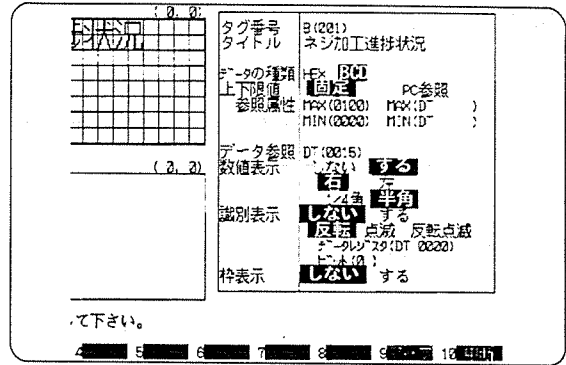 ( 0, 0)
タグ番号 B(201)
タイトル ネジ加工進捗状況
データの種類 HEX BCD
上下限値 固定 PC参照
参照属性 MAX(0100) MAX(DT )
MIN(0000) MIN(DT )
データ参照 DT(0015)
( 0, 0)
数値表示 しない する
右 左
1/4角 半角
識別表示 しない する
反転 点滅 反転点滅
データレジスタ(DT 0020)
ビット(0 )
枠表示 しない する
て下さい。
4 5 6 7 8 9 10